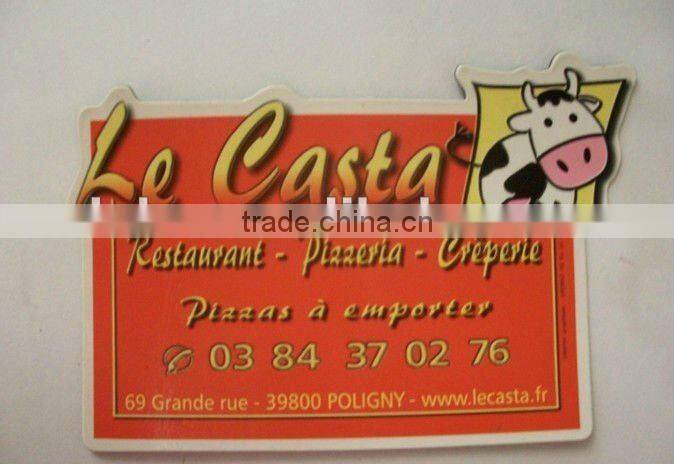 Le Casta
trade.china.cn
Restaurant - Pizzeria - Crêperie
Pizzas à emporter
03 84 37 02 76
69 Grande rue - 39800 POLIGNY - www.lecasta.fr